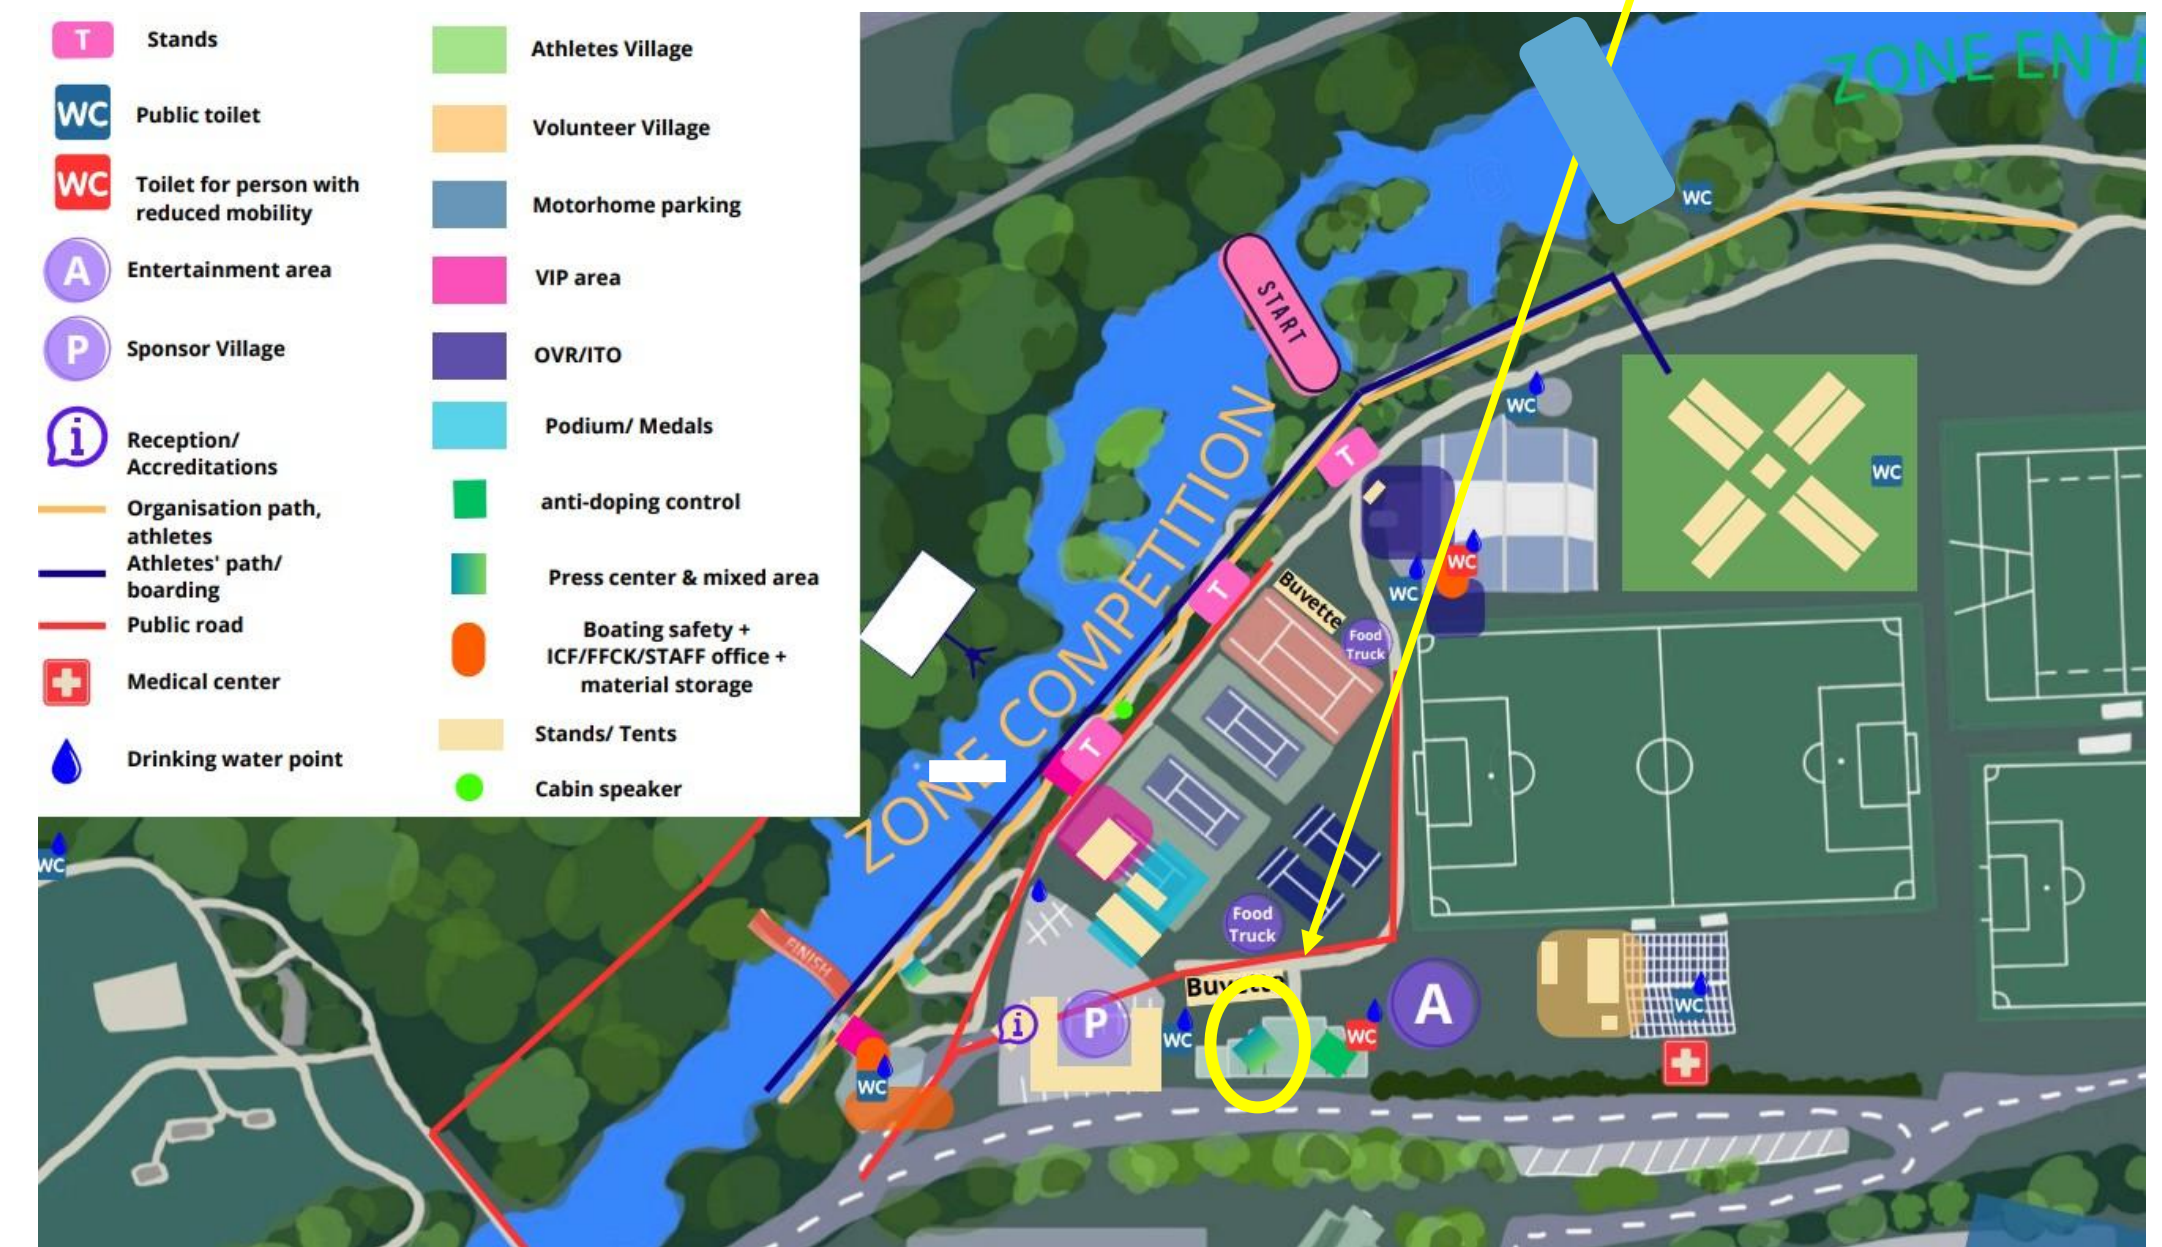 T
Stands
WC
Public toilet
WC
Toilet for person with
reduced mobility
A
Entertainment area
P
Sponsor Village
i
Reception/
Accreditations
Organisation path,
athletes
Athletes' path/
boarding
Public road
Medical center
Drinking water point
Athletes Village
Volunteer Village
Motorhome parking
VIP area
OVR/ITO
Podium/ Medals
anti-doping control
Press center & mixed area
Boating safety +
ICF/FFCK/STAFF office +
material storage
Stands/ Tents
Cabin speaker
WC
START
T
WC
WC
WC
WC
ZONE COMPETITION
T
Buvette
Food
Truck
T
WC
Food
Truck
FINISH
i
P
WC
WC
A
WC
WC